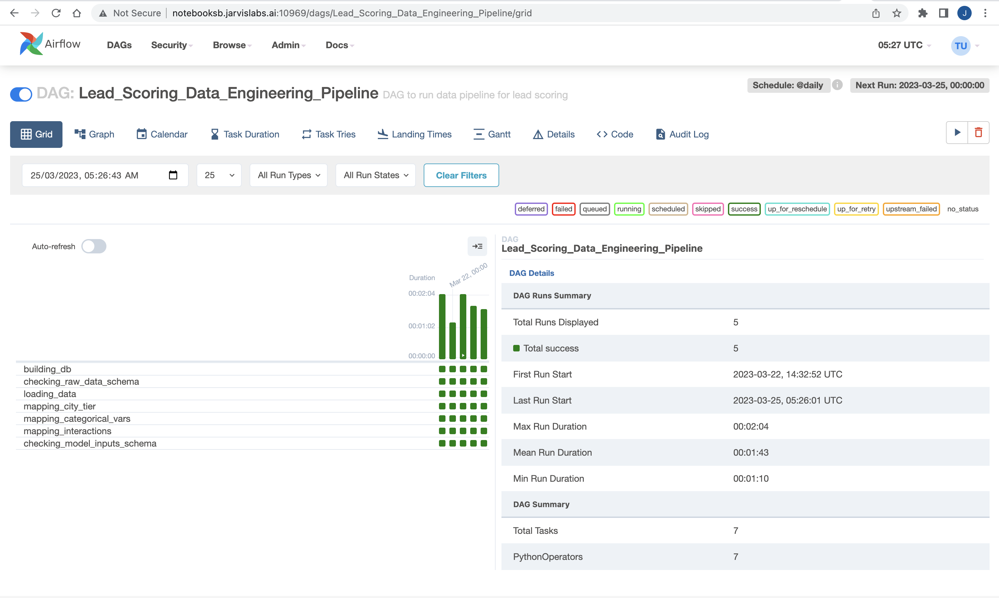 Not Secure notebooksb.jarvislabs.ai:10969/dags/Lead_Scoring_Data_Engineering_Pipeline/grid J
Airflow DAGs Security Browse Admin Docs 05:27 UTC TU
DAG: Lead_Scoring_Data_Engineering_Pipeline DAG to run data pipeline for lead scoring
Schedule: @daily i Next Run: 2023-03-25, 00:00:00
Grid Graph Calendar Task Duration Task Tries Landing Times Gantt Details Code Audit Log
25/03/2023, 05:26:43 AM 25 All Run Types All Run States Clear Filters
deferred failed queued running scheduled skipped success up_for_reschedule up_for_retry upstream_failed no_status
Auto-refresh
Duration
Mar 22, 00:00
00:02:04
00:01:02
00:00:00
building_db
checking_raw_data_schema
loading_data
mapping_city_tier
mapping_categorical_vars
mapping_interactions
checking_model_inputs_schema
DAG
Lead_Scoring_Data_Engineering_Pipeline
DAG Details
DAG Runs Summary
Total Runs Displayed 5
Total success 5
First Run Start 2023-03-22, 14:32:52 UTC
Last Run Start 2023-03-25, 05:26:01 UTC
Max Run Duration 00:02:04
Mean Run Duration 00:01:43
Min Run Duration 00:01:10
DAG Summary
Total Tasks 7
PythonOperators 7